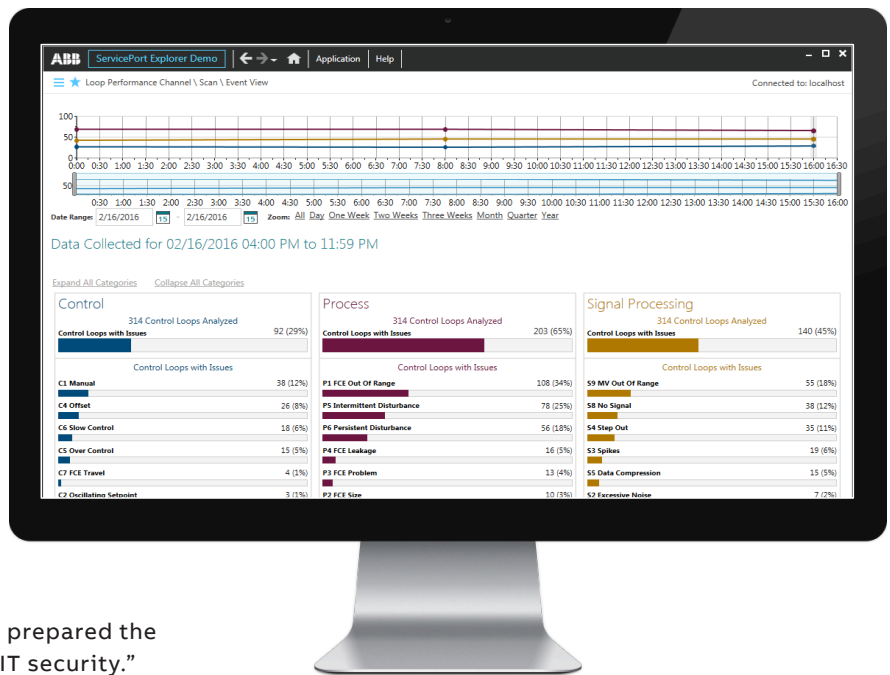 ABB ServicePort Explorer Demo Application Help
Loop Performance Channel \ Scan \ Event View Connected to: localhost
100
50
0
0:00 0:30 1:00 1:30 2:00 2:30 3:00 3:30 4:00 4:30 5:00 5:30 6:00 6:30 7:00 7:30 8:00 8:30 9:00 9:30 10:00 10:30 11:00 11:30 12:00 12:30 13:00 13:30 14:00 14:30 15:00 15:30 16:00 16:30
50
0:30 1:00 1:30 2:00 2:30 3:00 3:30 4:00 4:30 5:00 5:30 6:00 6:30 7:00 7:30 8:00 8:30 9:00 9:30 10:00 10:30 11:00 11:30 12:00 12:30 13:00 13:30 14:00 14:30 15:00 15:30 16:00
Date Range: 2/16/2016 15 - 2/16/2016 15 Zoom: All Day One Week Two Weeks Three Weeks Month Quarter Year
Data Collected for 02/16/2016 04:00 PM to 11:59 PM
Expand All Categories Collapse All Categories
Control
314 Control Loops Analyzed
Control Loops with Issues 92 (29%)
Control Loops with Issues
C1 Manual 38 (12%)
C4 Offset 26 (8%)
C6 Slow Control 18 (6%)
C5 Over Control 15 (5%)
C7 FCE Travel 4 (1%)
C2 Oscillating Setpoint 3 (1%)
Process
314 Control Loops Analyzed
Control Loops with Issues 203 (65%)
Control Loops with Issues
P1 FCE Out Of Range 108 (34%)
P5 Intermittent Disturbance 78 (25%)
P6 Persistent Disturbance 56 (18%)
P4 FCE Leakage 16 (5%)
P3 FCE Problem 13 (4%)
P2 FCE Size 10 (3%)
Signal Processing
314 Control Loops Analyzed
Control Loops with Issues 140 (45%)
Control Loops with Issues
S9 MV Out Of Range 55 (18%)
S8 No Signal 38 (12%)
S4 Step Out 35 (11%)
S3 Spikes 19 (6%)
S5 Data Compression 15 (5%)
S2 Excessive Noise 7 (2%)
prepared the
IT security.”